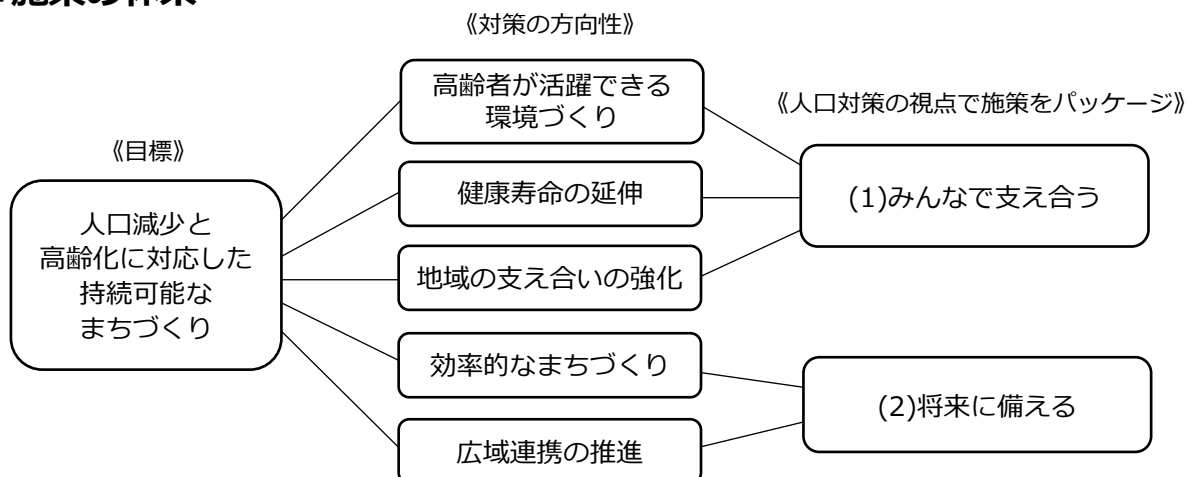 《対策の方向性》
《目標》
人口減少と
高齢化に対応した
持続可能な
まちづくり
高齢者が活躍できる
環境づくり
健康寿命の延伸
地域の支え合いの強化
効率的なまちづくり
広域連携の推進
《人口対策の視点で施策をパッケージ》
(1)みんなで支え合う
(2)将来に備える